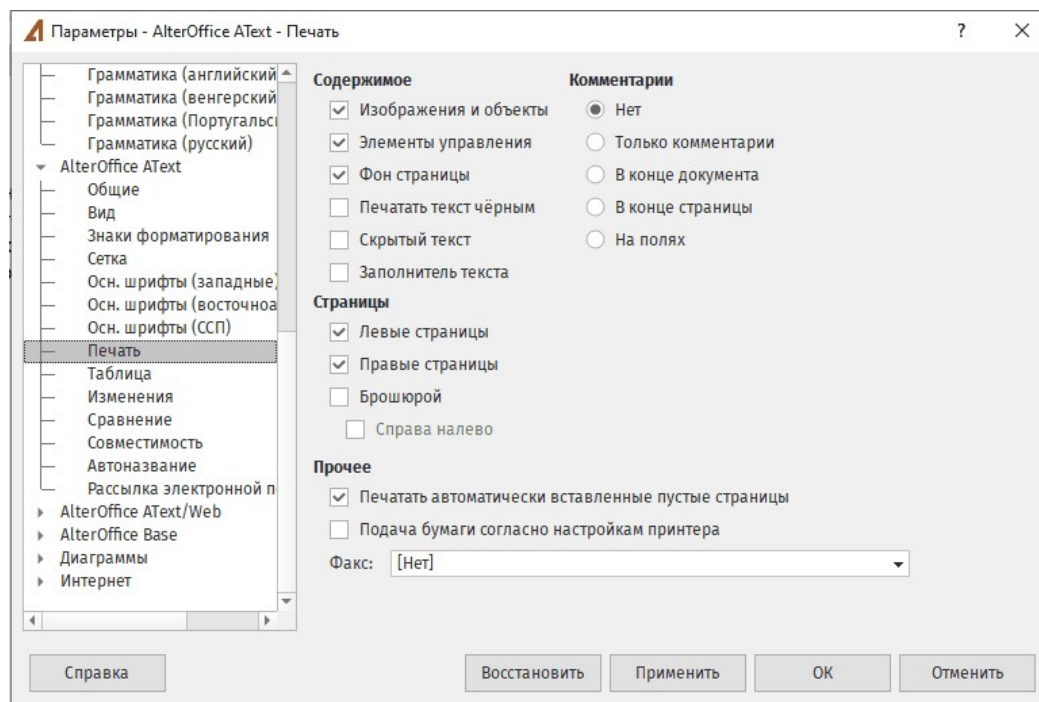 Параметры - AlterOffice AText - Печать
?
Грамматика (английский
Грамматика (венгерский
Грамматика (Португальс
Грамматика (русский)
AlterOffice AText
Общие
Вид
Знаки форматирования
Сетка
Осн. шрифты (западные)
Осн. шрифты (восточноа
Осн. шрифты (ССП)
Печать
Таблица
Изменения
Сравнение
Совместимость
Автоназвание
Рассылка электронной п
AlterOffice AText/Web
AlterOffice Base
Диаграммы
Интернет
Содержимое
Изображения и объекты
Элементы управления
Фон страницы
Печатать текст чёрным
Скрытый текст
Заполнитель текста
Комментарии
Нет
Только комментарии
В конце документа
В конце страницы
На полях
Страницы
Левые страницы
Правые страницы
Брошюрой
Справа налево
Прочее
Печатать автоматически вставленные пустые страницы
Подача бумаги согласно настройкам принтера
Факс: [Нет]
Справка
Восстановить
Применить
ОК
Отменить